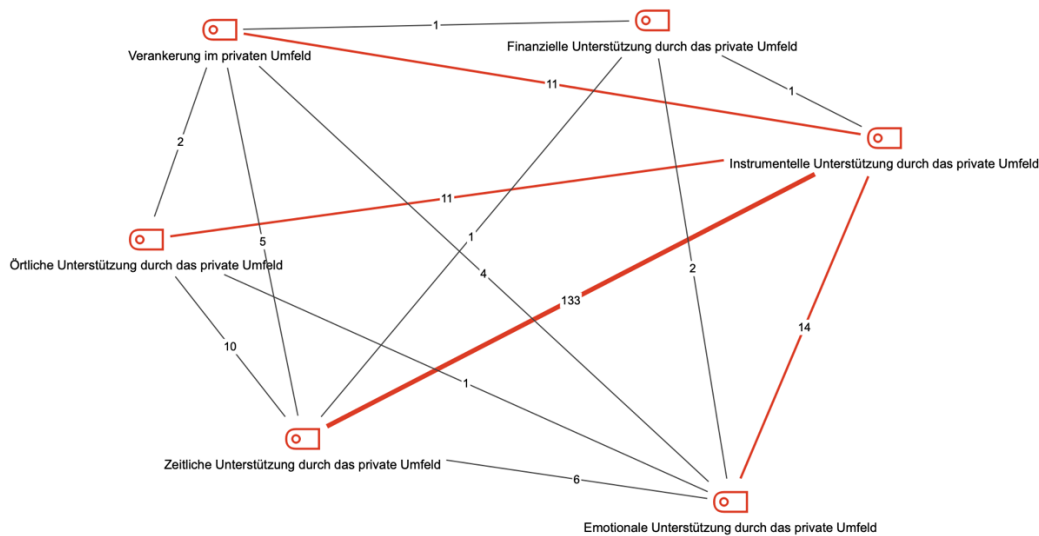 1
Verankerung im privaten Umfeld
Finanzielle Unterstützung durch das private Umfeld
11
1
2
Instrumentelle Unterstützung durch das private Umfeld
11
1
5
Örtliche Unterstützung durch das private Umfeld
4
2
133
14
10
1
Zeitliche Unterstützung durch das private Umfeld
6
Emotionale Unterstützung durch das private Umfeld